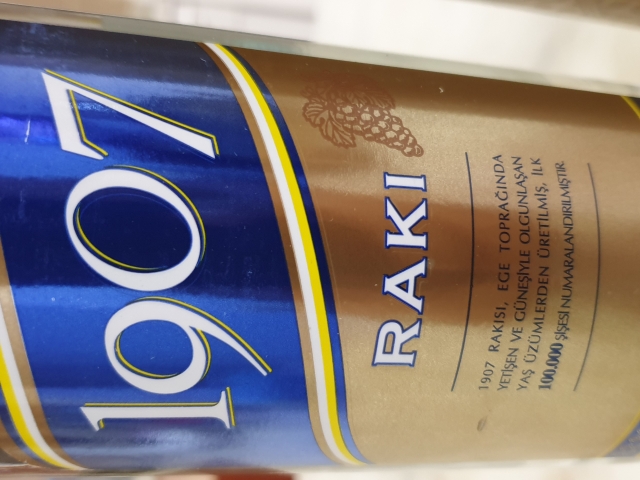 1907
RAKI
1907 RAKISI, EGE TOPRAĞINDA
YETİŞEN VE GÜNEŞİYLE OLGUNLAŞAN
YAŞ ÜZÜMLERDEN ÜRETİLMİŞ, İLK
100.000 ŞİŞESİ NUMARALANDIRILMIŞTIR.